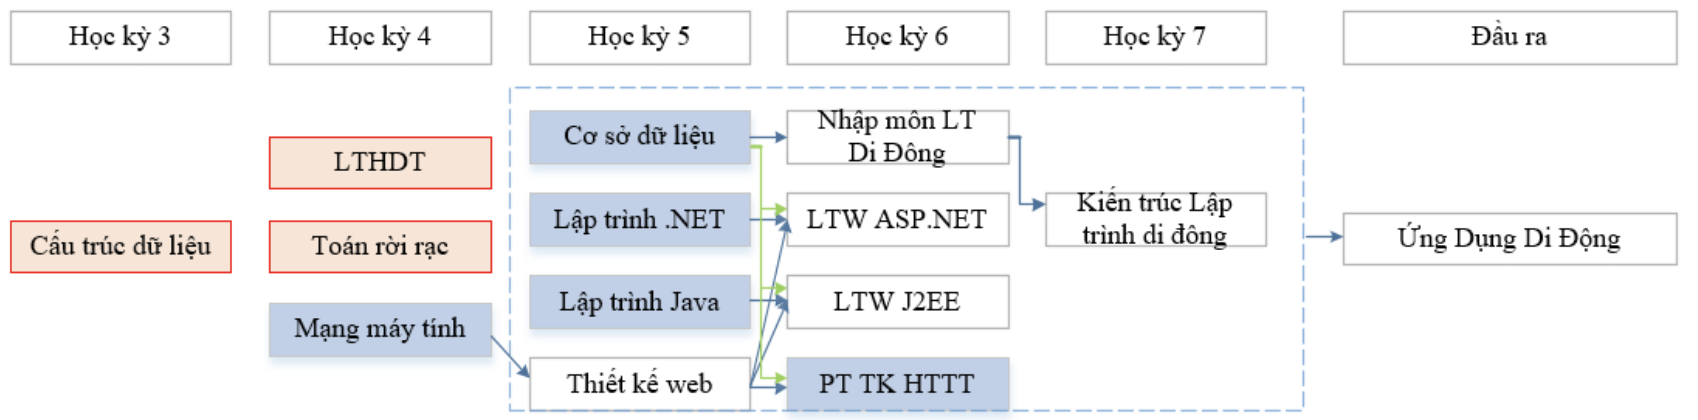 Học kỳ 3
Học kỳ 4
Học kỳ 5
Học kỳ 6
Học kỳ 7
Đầu ra
Cơ sở dữ liệu
Nhập môn LT
Di Đông
LTHDT
Lập trình .NET
LTW ASP.NET
Kiến trúc Lập
trình di đông
Cấu trúc dữ liệu
Toán rời rạc
Ứng Dụng Di Động
Lập trình Java
LTW J2EE
Mạng máy tính
Thiết kế web
PT TK HTTT